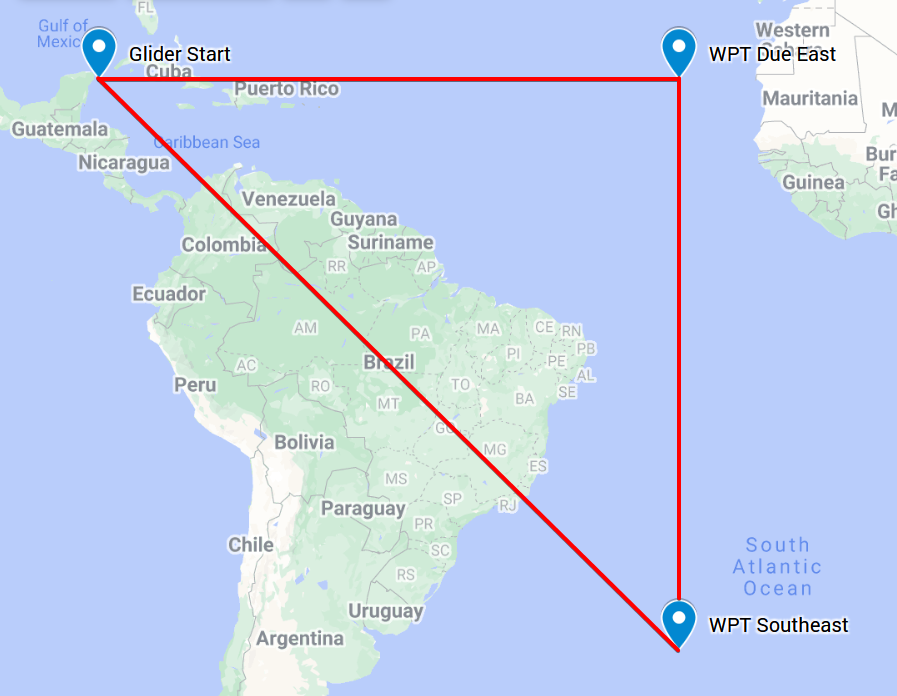 FL
Gulf of
Mexic
Glider Start
Cuba
Puerto Rico
WPT Due East
Western
Sahara
Mauritania
M
Guatemala
Caribbean Sea
Nicaragua
Bur
Fa
Guinea
Gh
Venezuela
Guyana
Suriname
Colombia
RR
AP
Ecuador
AM
PA
MA
CE
RN
PB
Brazil
PI
PE
AC
AL
Peru
RO
TO
SE
MT
BA
GO
Bolivia
MG
ES
MS
SP
RJ
Paraguay
PR
Chile
SC
South
Atlantic
Ocean
RS
Uruguay
WPT Southeast
Argentina